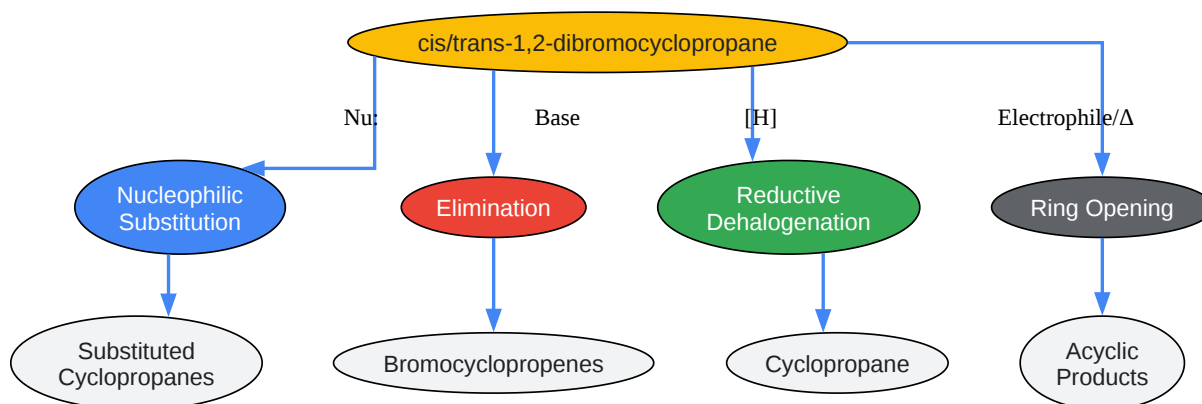 cis/trans-1,2-dibromocyclopropane
Nu:
Base
[H]
Electrophile/Δ
Nucleophilic
Substitution
Elimination
Reductive
Dehalogenation
Ring Opening
Substituted
Cyclopropanes
Bromocyclopropenes
Cyclopropane
Acyclic
Products